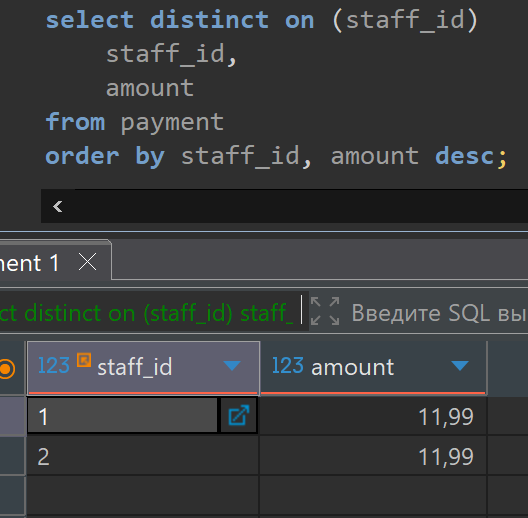 select distinct on (staff_id)
staff_id,
amount
from payment
order by staff_id, amount desc;
ment 1
ct distinct on (staff_id) staff_ Введите SQL вы
123 staff_id 123 amount
1 11,99
2 11,99